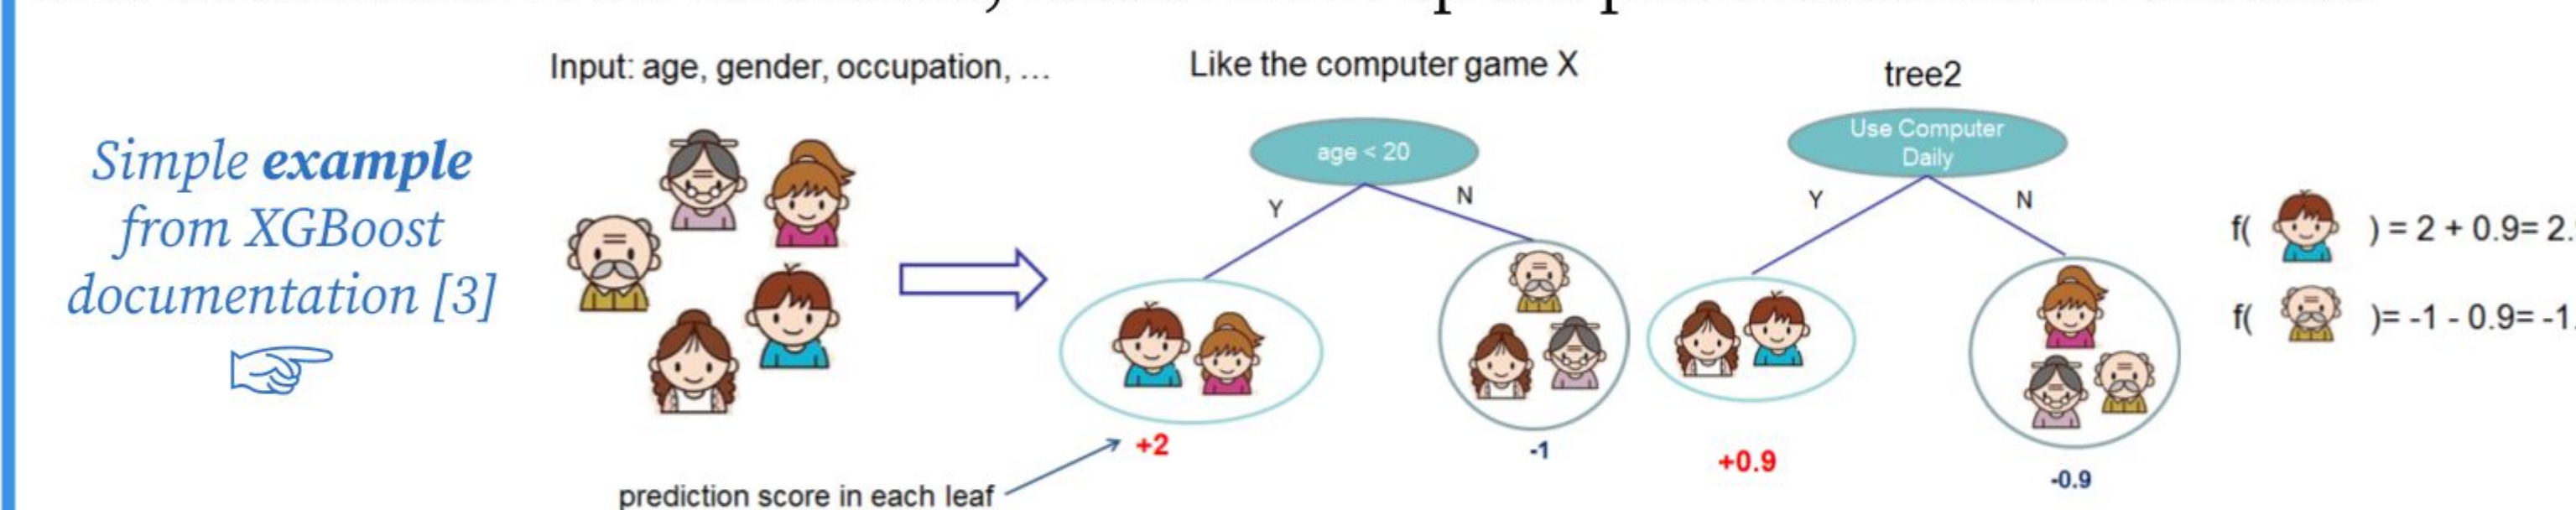 Input: age, gender, occupation, ...
Like the computer game X
tree2
Simple example
from XGBoost
documentation [3]
age < 20
Use Computer
Daily
Y
N
Y
N
f( ) = 2 + 0.9= 2.
f( )= -1 - 0.9= -1.
+2
-1
+0.9
-0.9
prediction score in each leaf